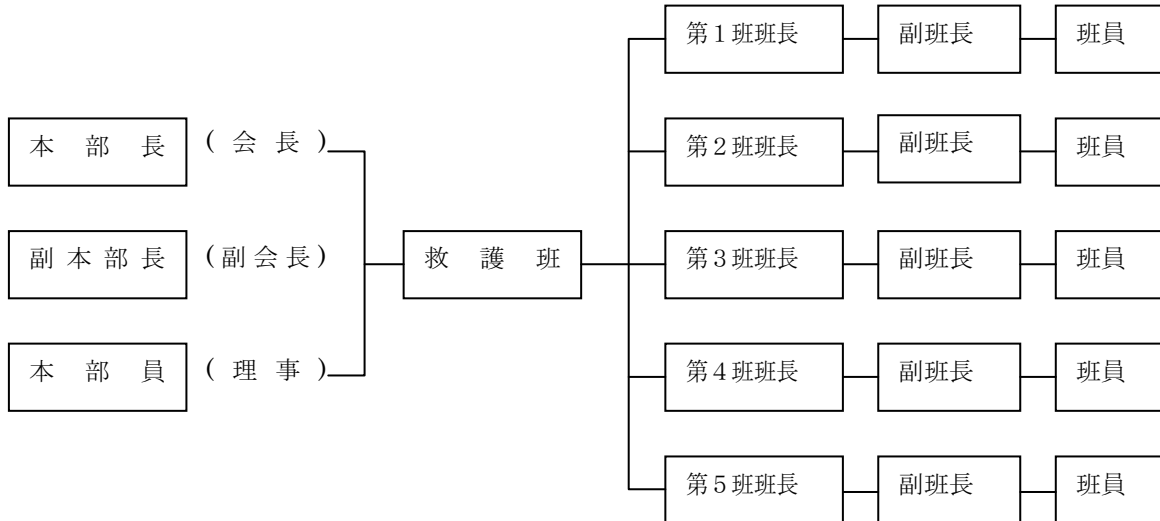 第１班班長 副班長 班員
本部長 (会長)
第２班班長 副班長 班員
副本部長 (副会長) 救護班 第３班班長 副班長 班員
本部員 (理事) 第４班班長 副班長 班員
第５班班長 副班長 班員